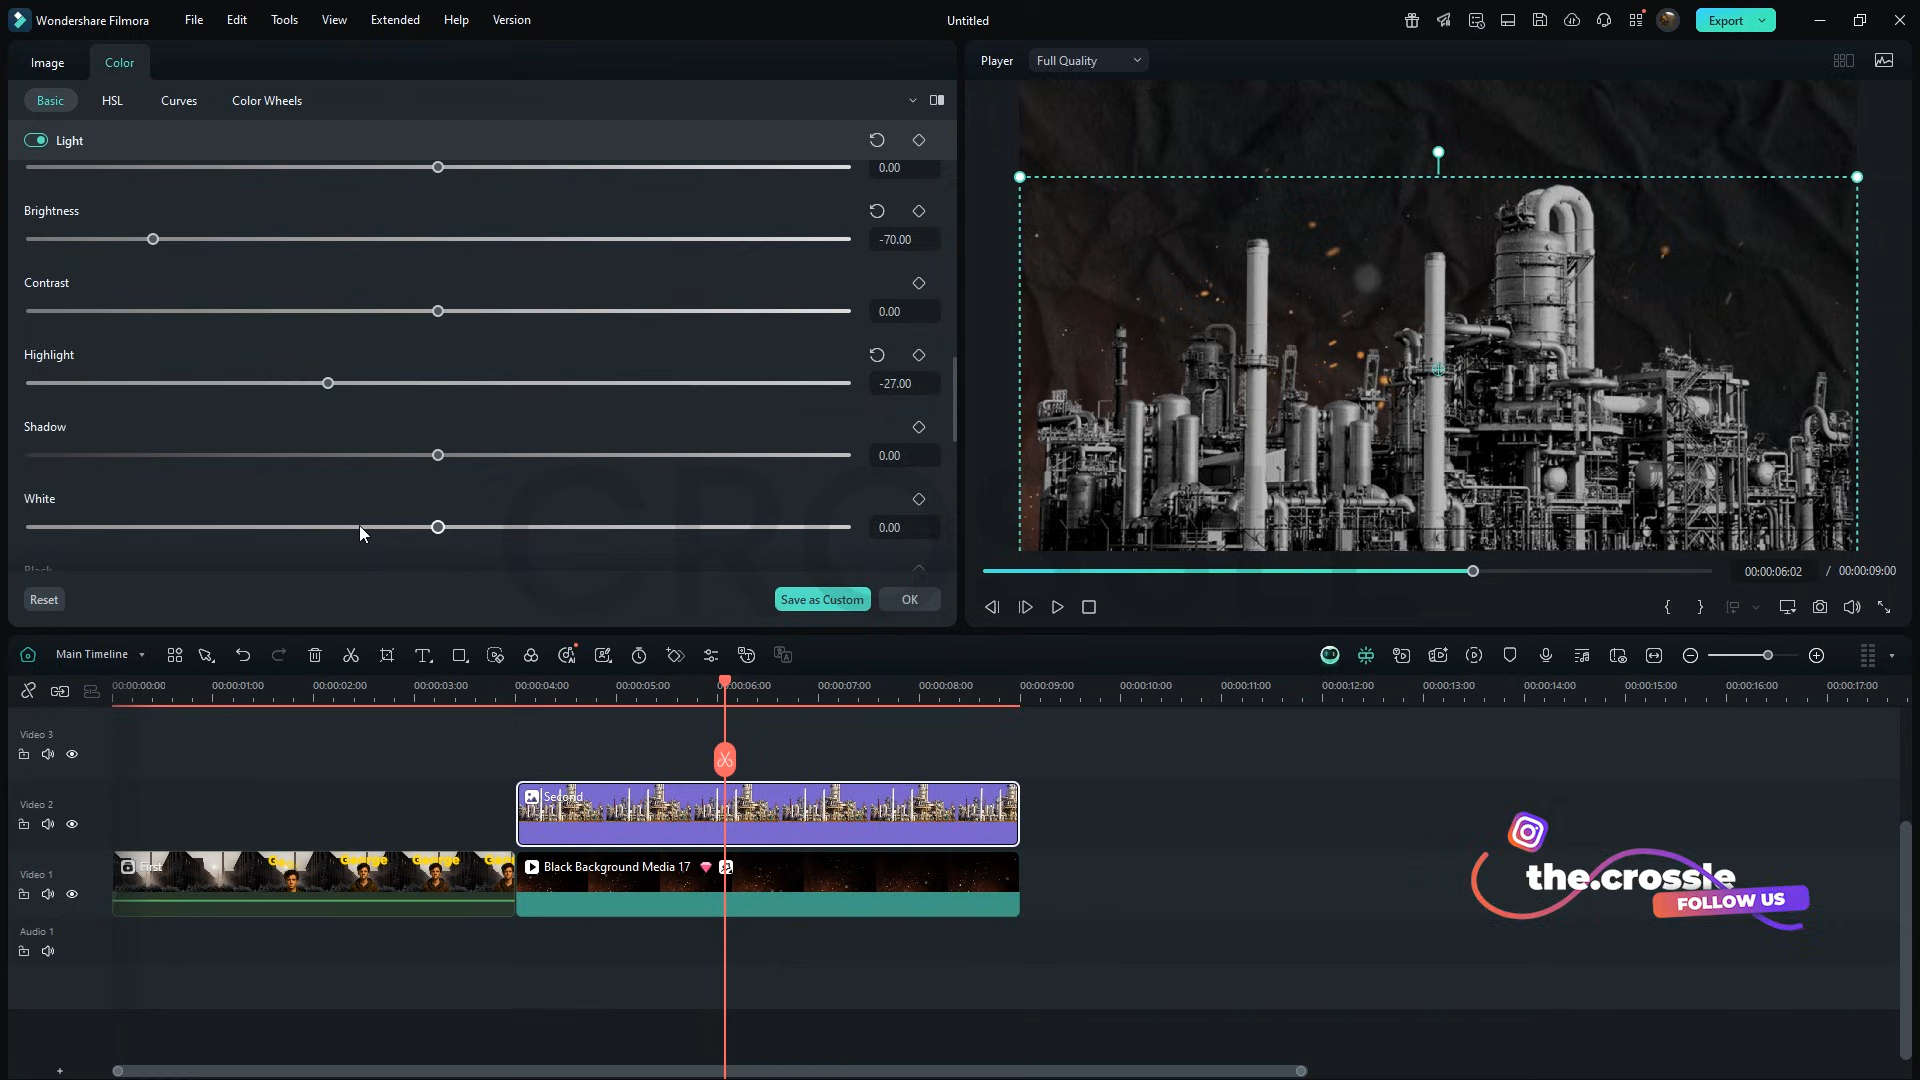 Wondershare Filmora
File
Edit
Tools
View
Extended
Help
Version
Untitled
Export
Image
Color
Player
Full Quality
Basic
HSL
Curves
Color Wheels
Light
0.00
Brightness
-70.00
Contrast
0.00
Highlight
-27.00
Shadow
0.00
White
0.00
Black
Reset
Save as Custom
OK
00:00:06:02 / 00:00:09:00
Main Timeline
00:00:00:00
00:00:01:00
00:00:02:00
00:00:03:00
00:00:04:00
00:00:05:00
00:00:06:00
00:00:07:00
00:00:08:00
00:00:09:00
00:00:10:00
00:00:11:00
00:00:12:00
00:00:13:00
00:00:14:00
00:00:15:00
00:00:16:00
00:00:17:00
Video 3
Video 2
Second
Video 1
First
George
George
George
Black Background Media 17
Audio 1
the.crossle
FOLLOW US